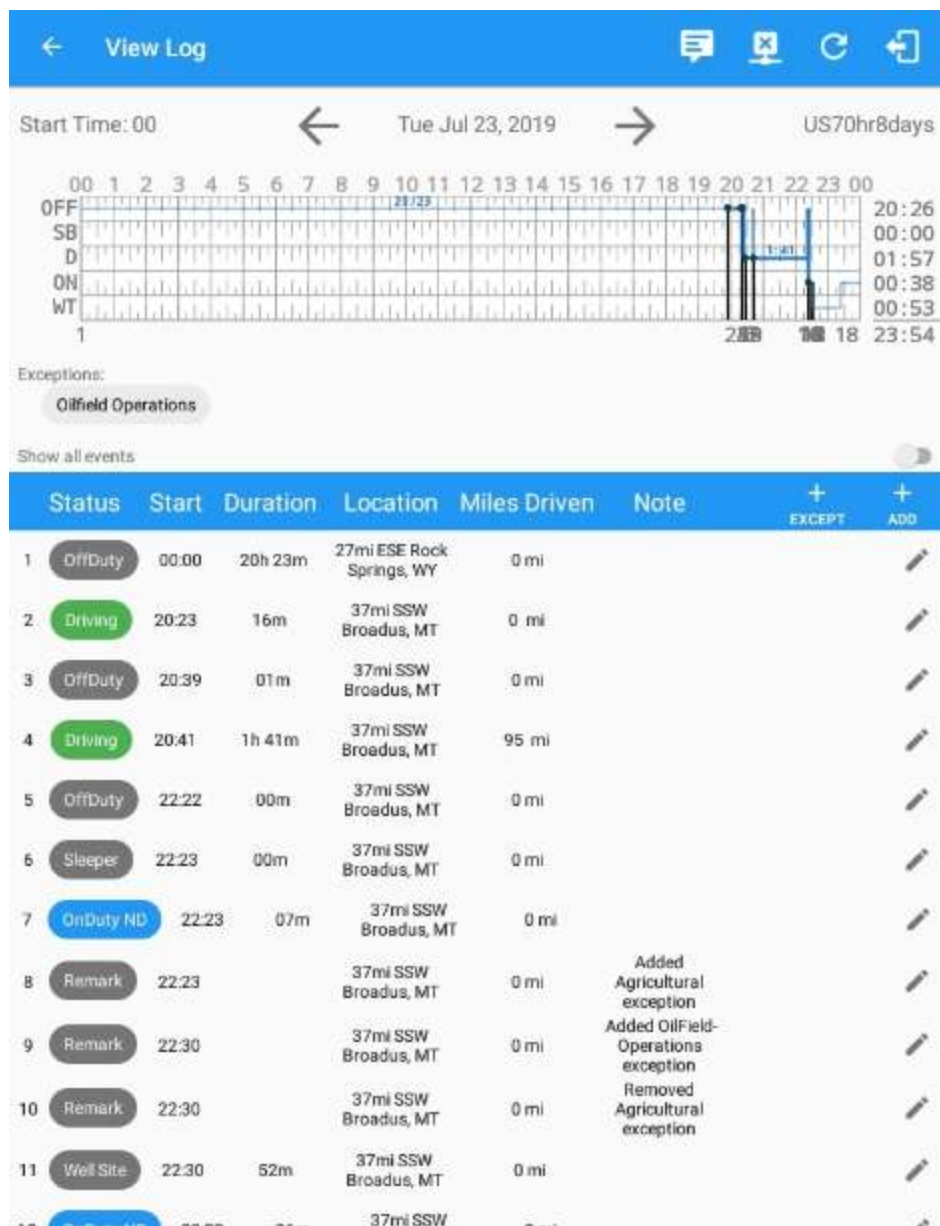 View Log
Start Time: 00 Tue Jul 23, 2019 US70hr8days
00 1 2 3 4 5 6 7 8 9 10 11 12 13 14 15 16 17 18 19 20 21 22 23 00
OFF 20:26
SB 00:00
D 1:41 01:57
ON 00:38
WT 00:53
1 18 23:54
Exceptions:
Oilfield Operations
Show all events
Status Start Duration Location Miles Driven Note + EXCEPT + ADD
1 OffDuty 00:00 20h 23m 27mi ESE Rock Springs, WY 0 mi
2 Driving 20:23 16m 37mi SSW Broadus, MT 0 mi
3 OffDuty 20:39 01m 37mi SSW Broadus, MT 0 mi
4 Driving 20:41 1h 41m 37mi SSW Broadus, MT 95 mi
5 OffDuty 22:22 00m 37mi SSW Broadus, MT 0 mi
6 Sleeper 22:23 00m 37mi SSW Broadus, MT 0 mi
7 OnDuty ND 22:23 07m 37mi SSW Broadus, MT 0 mi
8 Remark 22:23 37mi SSW Broadus, MT 0 mi Added Agricultural exception
9 Remark 22:30 37mi SSW Broadus, MT 0 mi Added OilField-Operations exception
10 Remark 22:30 37mi SSW Broadus, MT 0 mi Removed Agricultural exception
11 Well Site 22:30 52m 37mi SSW Broadus, MT 0 mi
37mi SSW